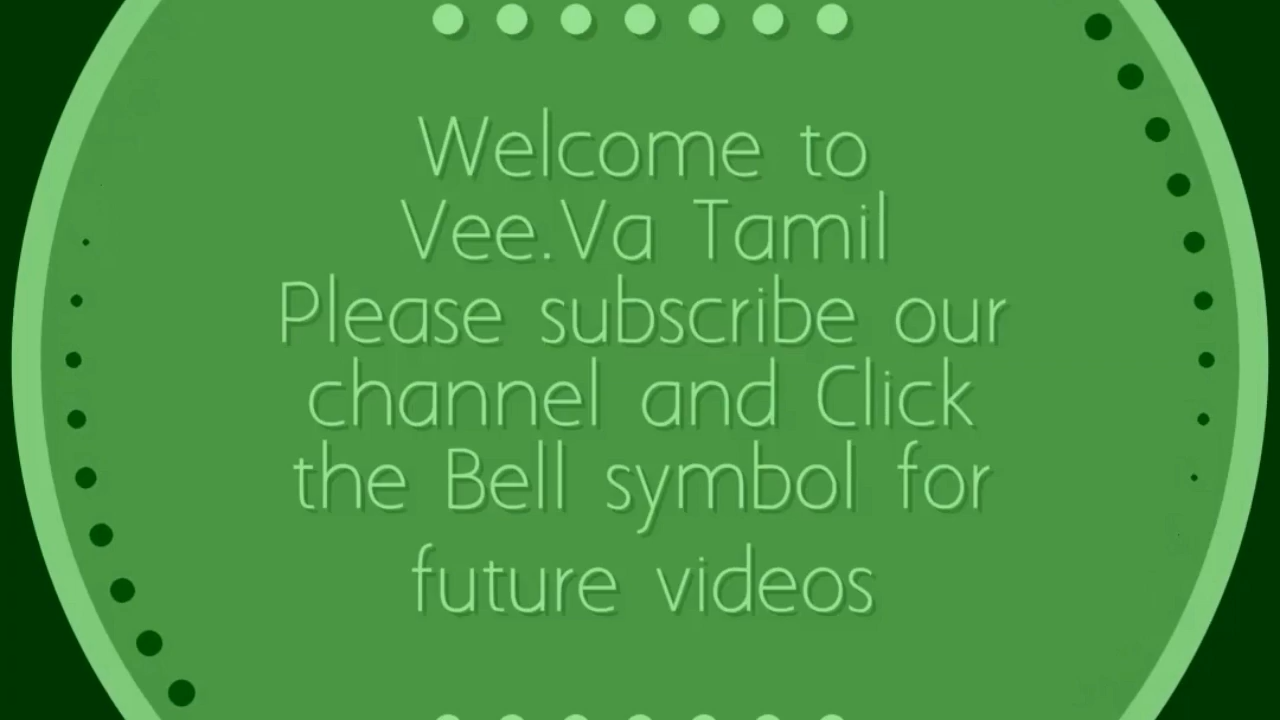 Welcome to
Vee.Va Tamil
Please subscribe our
channel and Click
the Bell symbol for
future videos